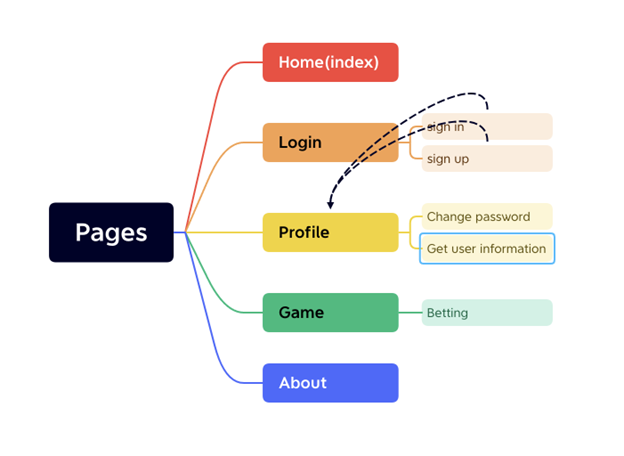 Pages
Home(index)
Login
sign in
sign up
Profile
Change password
Get user information
Game
Betting
About